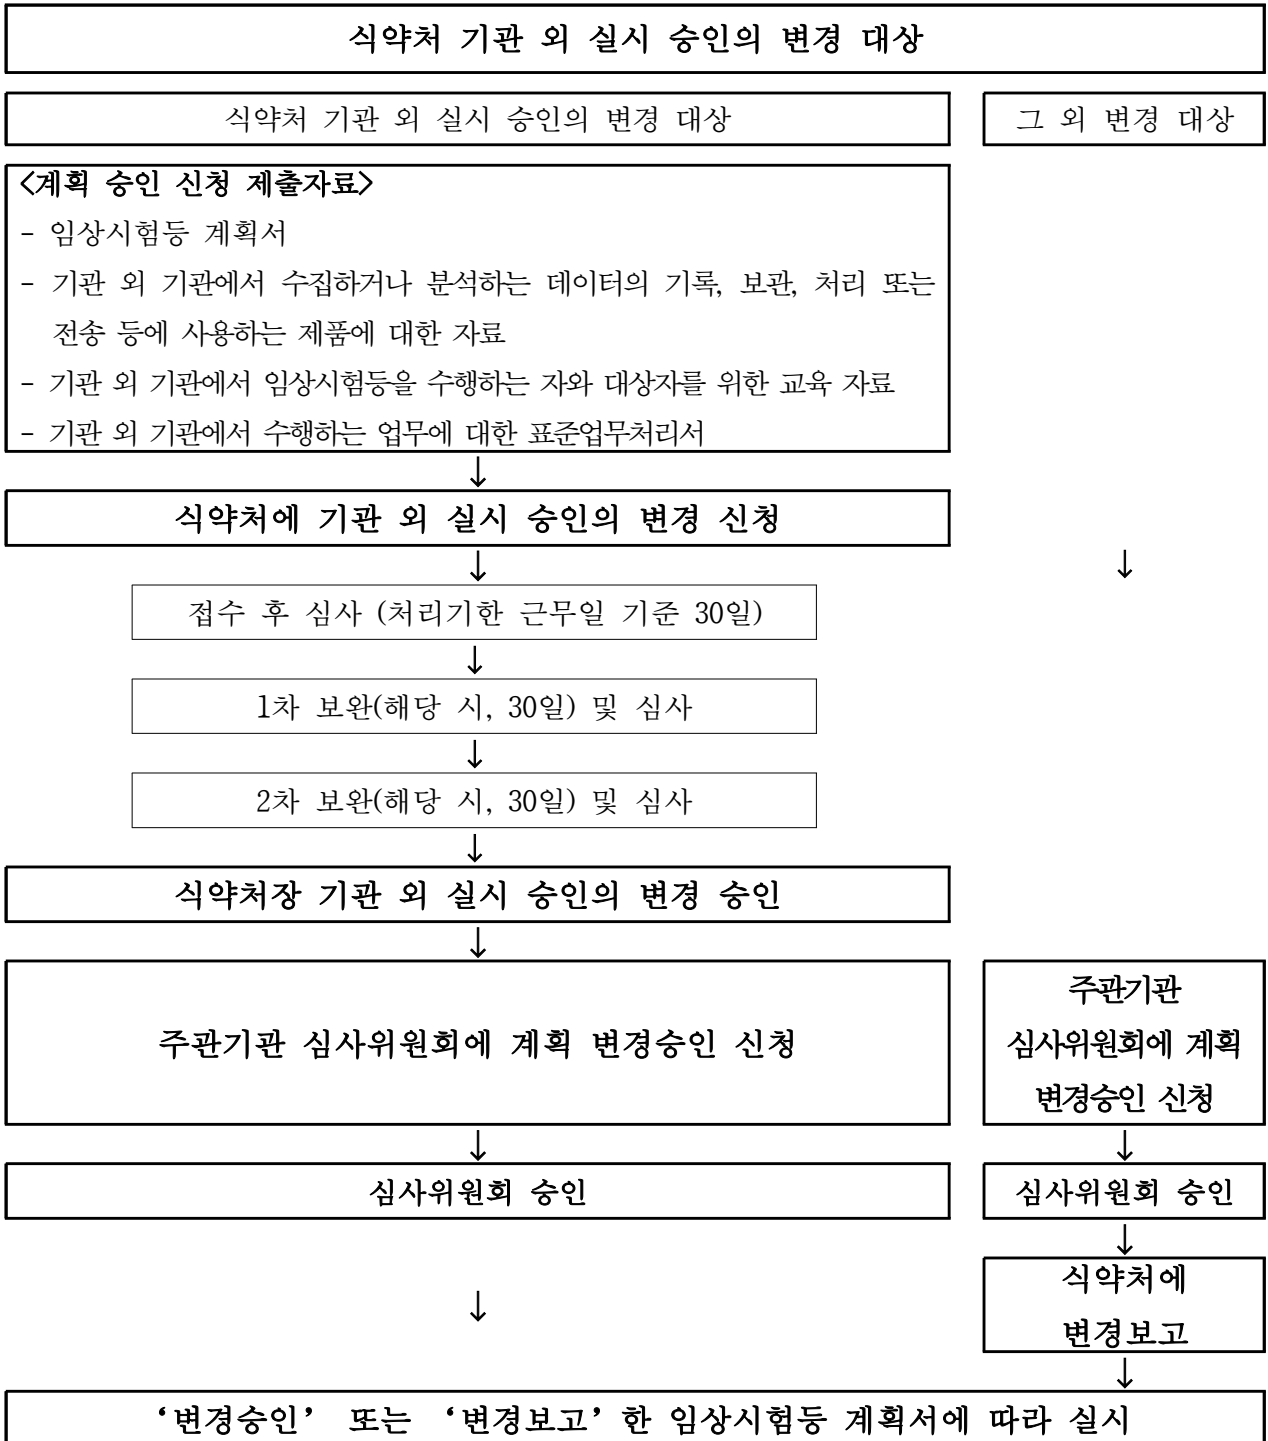 식약처 기관 외 실시 승인의 변경 대상
식약처 기관 외 실시 승인의 변경 대상
그 외 변경 대상
<계획 승인 신청 제출자료>
- 임상시험등 계획서
- 기관 외 기관에서 수집하거나 분석하는 데이터의 기록, 보관, 처리 또는
전송 등에 사용하는 제품에 대한 자료
- 기관 외 기관에서 임상시험등을 수행하는 자와 대상자를 위한 교육 자료
- 기관 외 기관에서 수행하는 업무에 대한 표준업무처리서
↓
식약처에 기관 외 실시 승인의 변경 신청
↓
↓
접수 후 심사 (처리기한 근무일 기준 30일)
↓
1차 보완(해당 시, 30일) 및 심사
↓
2차 보완(해당 시, 30일) 및 심사
↓
식약처장 기관 외 실시 승인의 변경 승인
↓
주관기관 심사위원회에 계획 변경승인 신청
주관기관
심사위원회에 계획
변경승인 신청
↓
↓
심사위원회 승인
심사위원회 승인
↓
식약처에
변경보고
↓
↓
‘변경승인’ 또는 ‘변경보고’한 임상시험등 계획서에 따라 실시